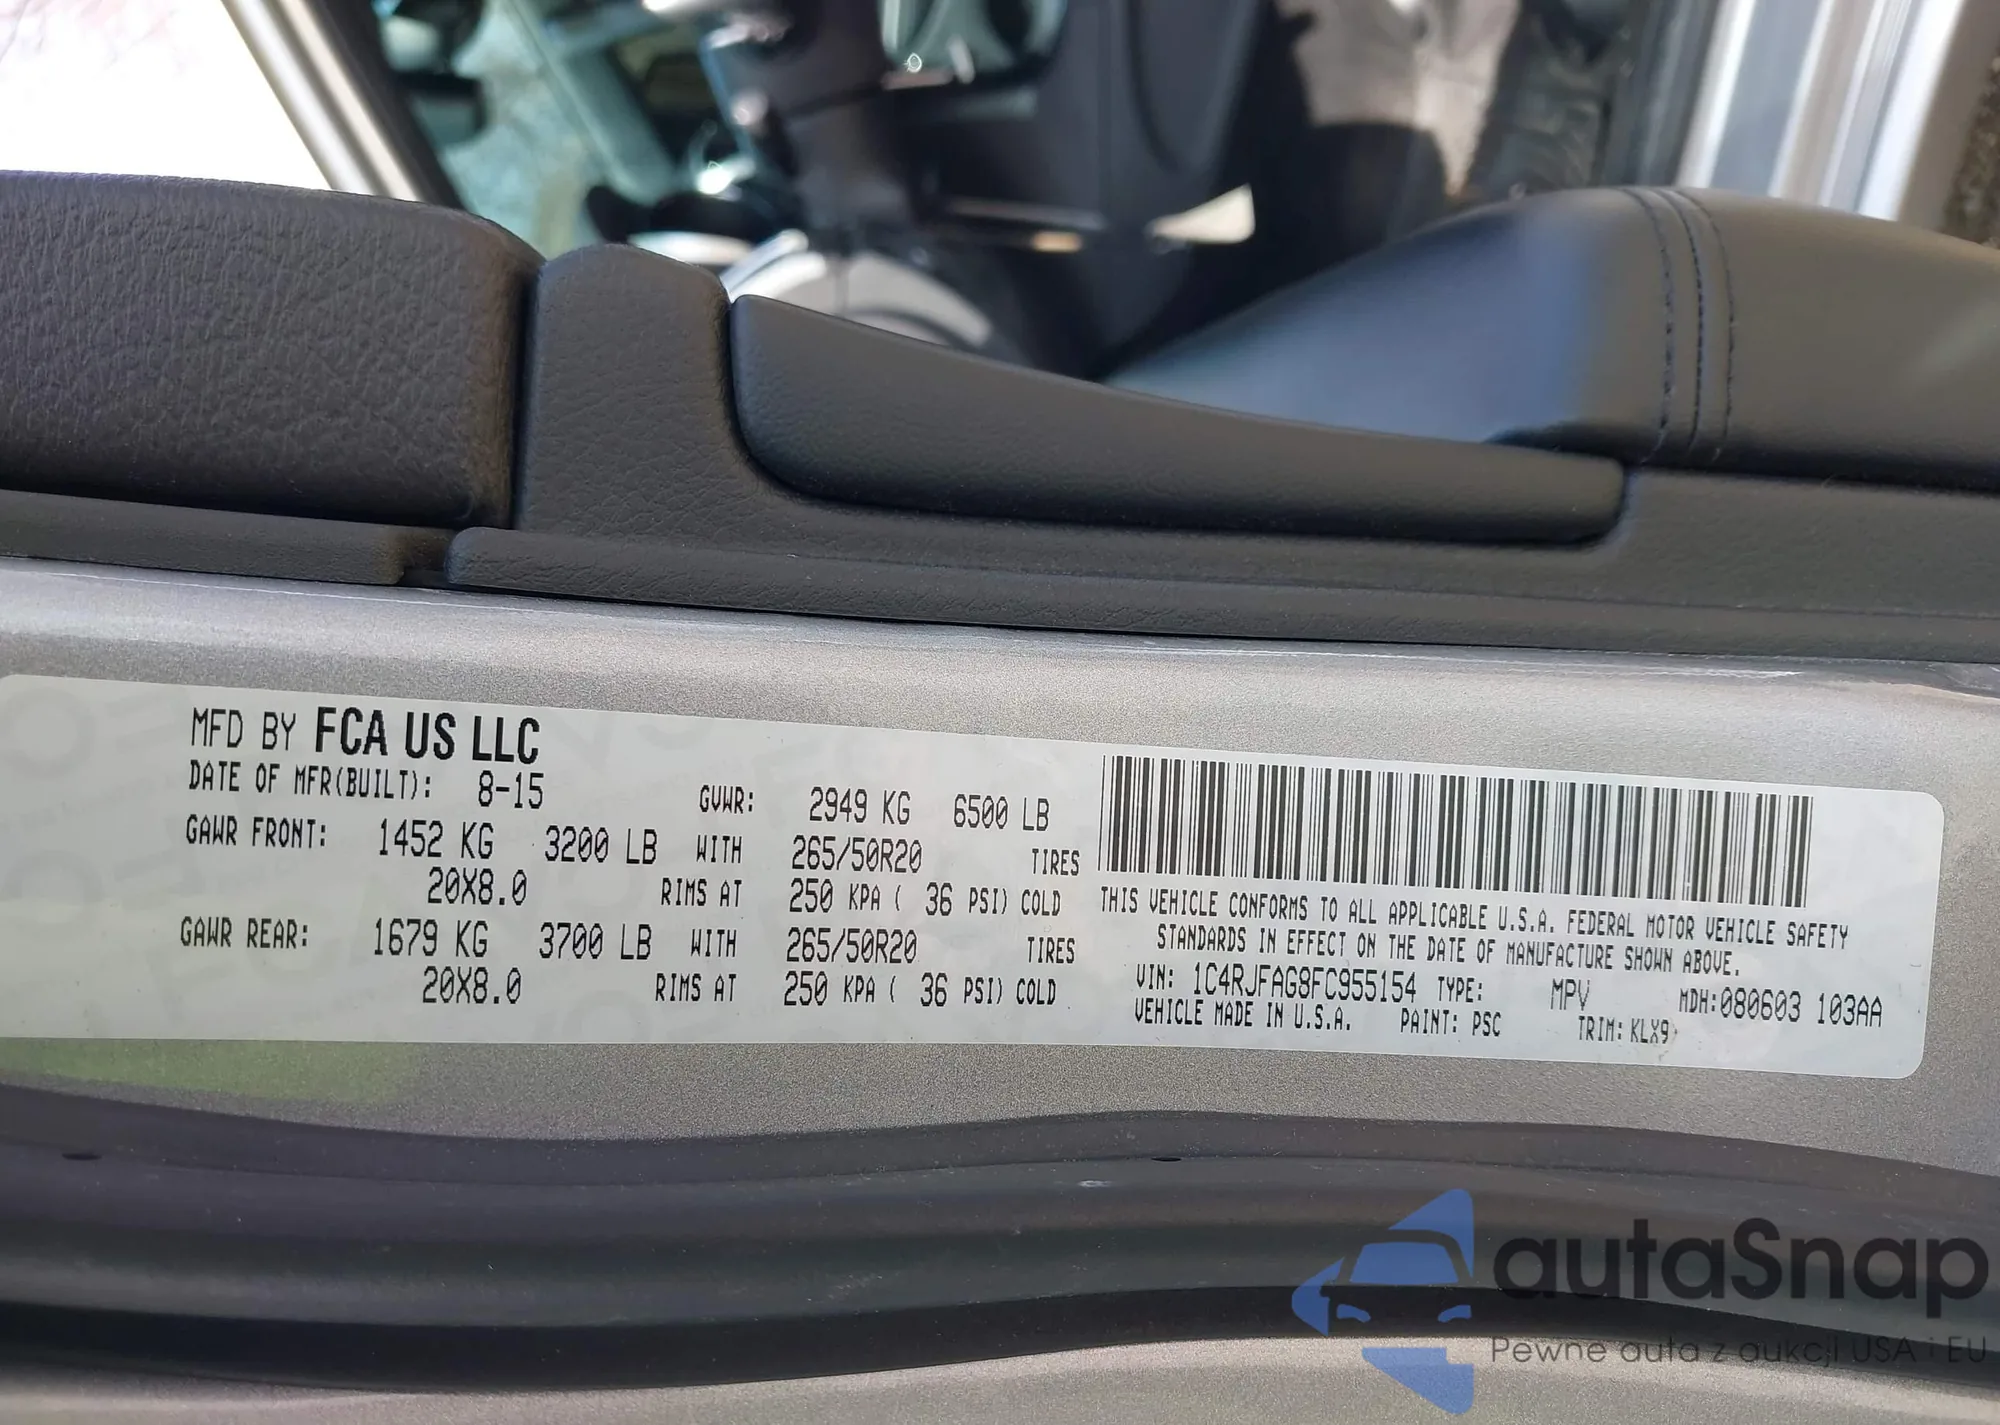 MFD BY FCA US LLC
DATE OF MFR(BUILT): 8-15 GVWR: 2949 KG 6500 LB
GAWR FRONT: 1452 KG 3200 LB WITH 265/50R20 TIRES
20X8.0 RIMS AT 250 KPA ( 36 PSI) COLD
GAWR REAR: 1679 KG 3700 LB WITH 265/50R20 TIRES
20X8.0 RIMS AT 250 KPA ( 36 PSI) COLD
THIS VEHICLE CONFORMS TO ALL APPLICABLE U.S.A. FEDERAL MOTOR VEHICLE SAFETY
STANDARDS IN EFFECT ON THE DATE OF MANUFACTURE SHOWN ABOVE.
VIN: 1C4RJFAG8FC955154 TYPE: MPV MDH:080603 103AA
VEHICLE MADE IN U.S.A. PAINT: PSC TRIM: KLX9
autaSnap
Pewne auta z aukcji USA i EU